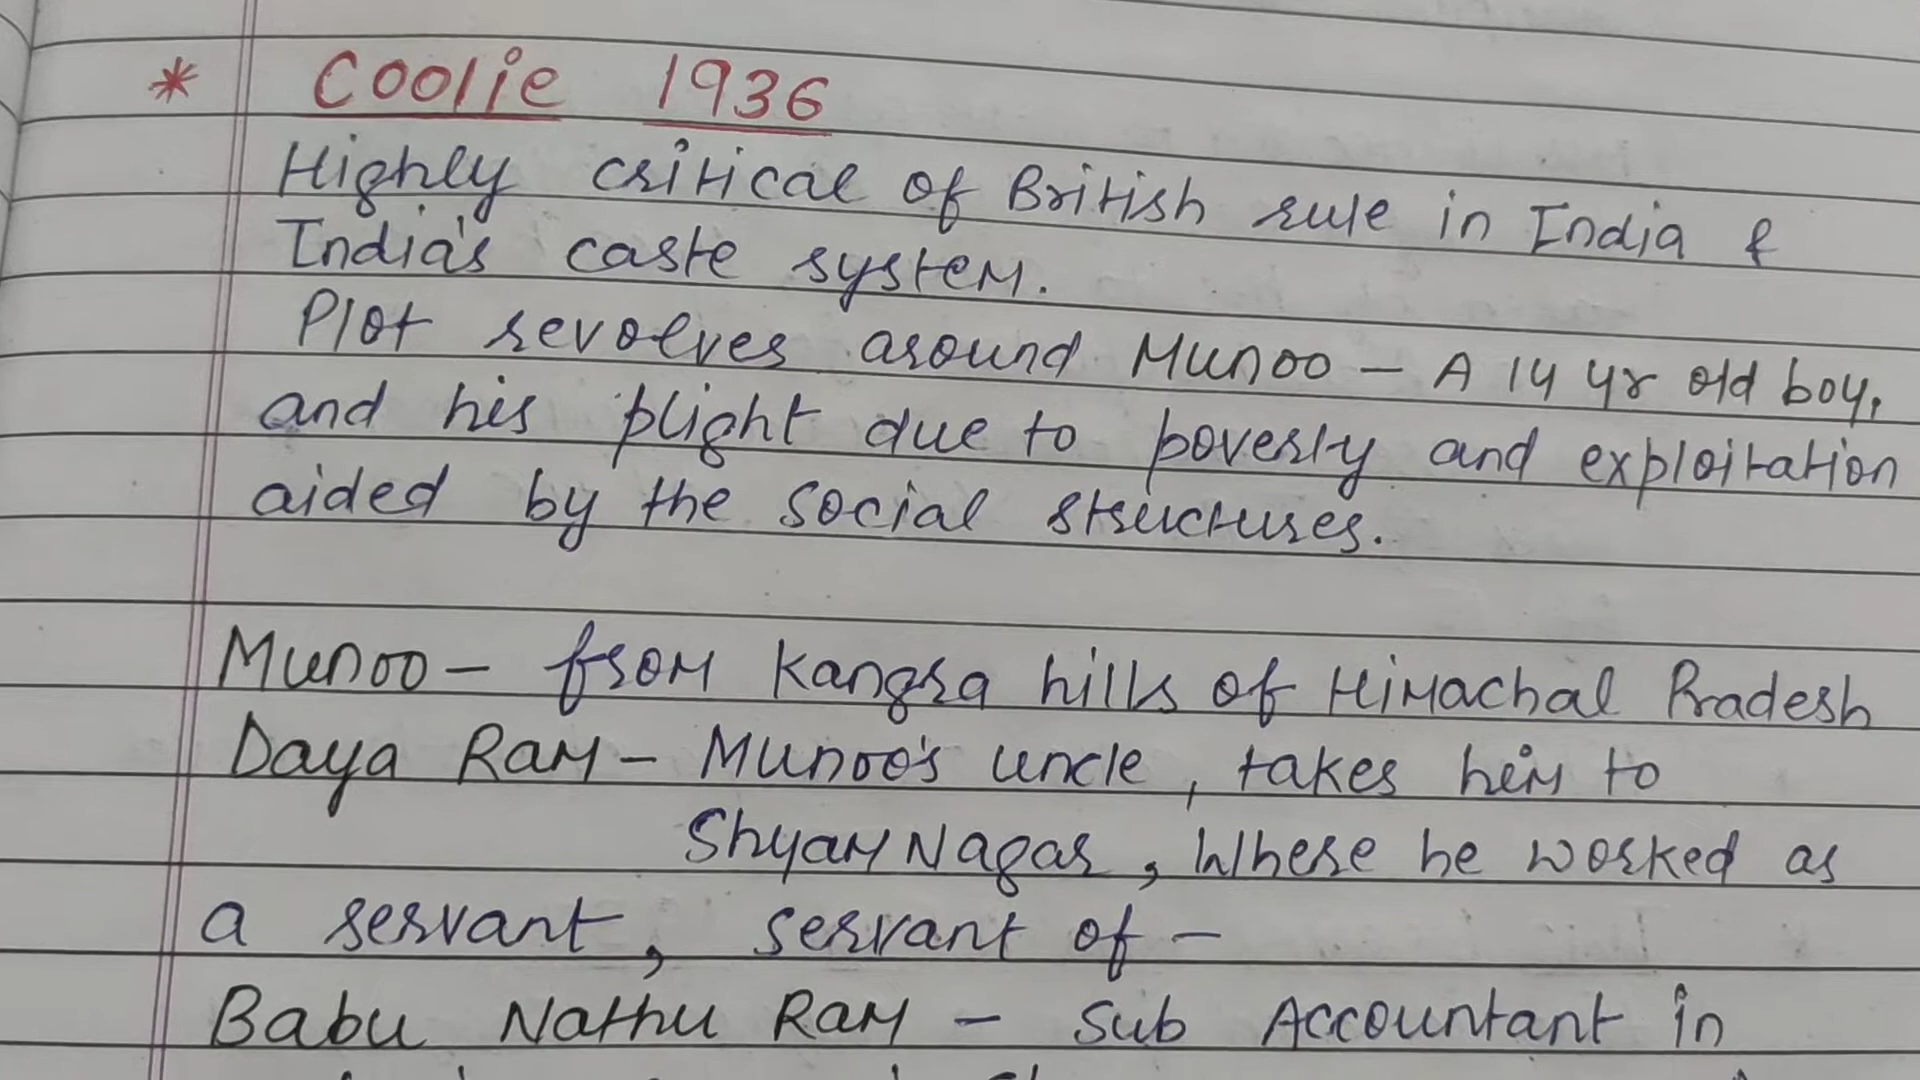 * Coolie 1936
Highly critical of British rule in India &
India's caste system.
Plot revolves around Munoo - A 14 yr old boy,
and his plight due to poverty and exploitation
aided by the social structures.
Munoo - from Kangra hills of Himachal Pradesh
Daya Ram - Munoo's uncle, takes him to
Shyam Nagar, Where he worked as
a servant, servant of -
Babu Nathu Ram - Sub Accountant in